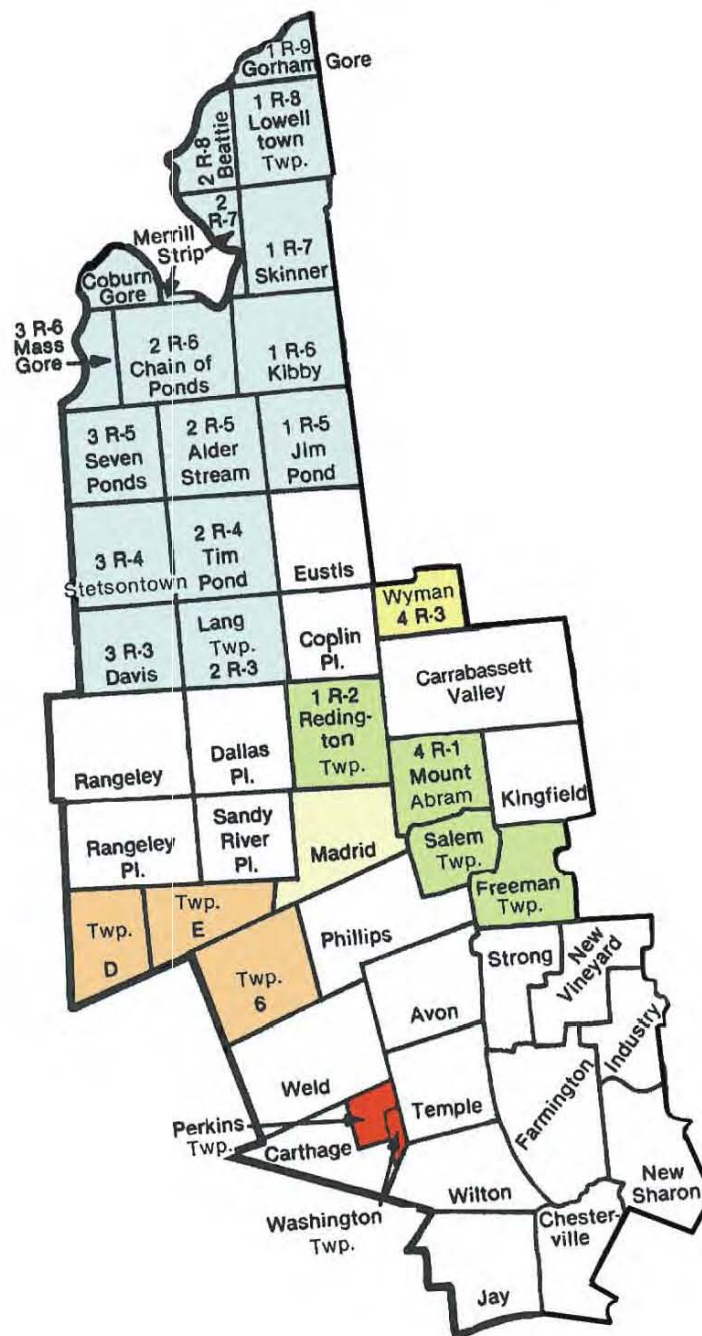 1 R-9
Gorham Gore
1 R-8
Lowell
town
Twp.
2 R-8
Beattie
2
R-7
Merrill
Strip
1 R-7
Skinner
Coburn
Gore
3 R-6
Mass
Gore
2 R-6
Chain of
Ponds
1 R-6
Kibby
3 R-5
Seven
Ponds
2 R-5
Alder
Stream
1 R-5
Jim
Pond
3 R-4
Stetsontown
2 R-4
Tim
Pond
Eustis
Wyman
4 R-3
3 R-3
Davis
Lang
Twp.
2 R-3
Coplin
Pl.
Carrabassett
Valley
Rangeley
Dallas
Pl.
1 R-2
Reding-
ton
Twp.
4 R-1
Mount
Abram
Kingfield
Rangeley
Pl.
Sandy
River
Pl.
Madrid
Salem
Twp.
Freeman
Twp.
Twp.
D
Twp.
E
Twp.
6
Phillips
Strong
New
Vineyard
Avon
Industry
Weld
Temple
Farmington
Perkins
Twp.
Carthage
New
Sharon
Washington
Twp.
Wilton
Chester-
ville
Jay